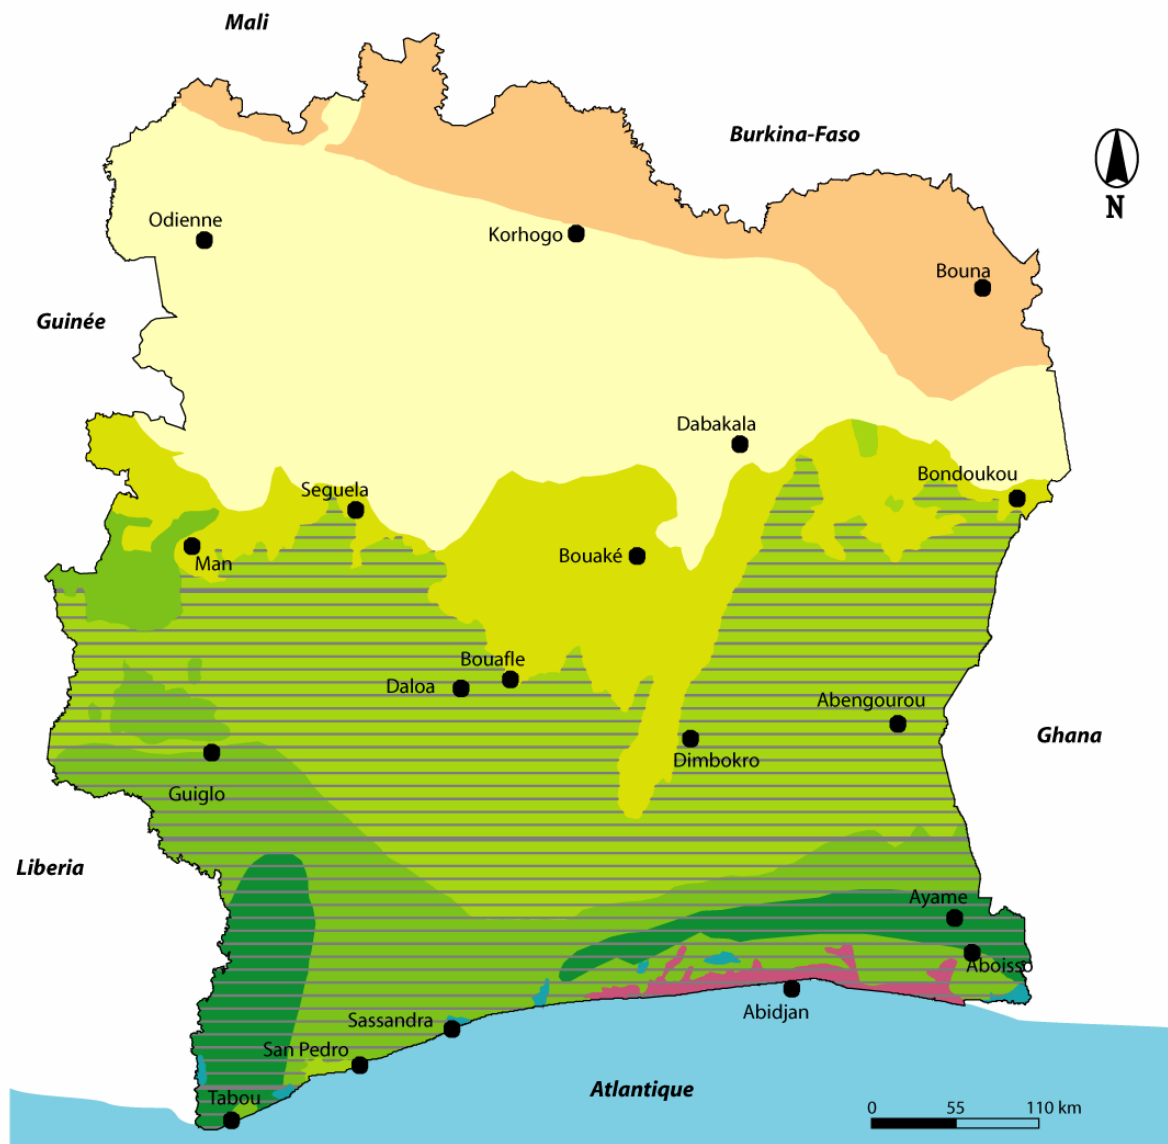 Mali
Burkina-Faso
N
Odienne
Korhogo
Bouna
Guinée
Dabakala
Bondoukou
Seguela
Bouaké
Man
Bouafle
Daloa
Abengourou
Ghana
Dimbokro
Guiglo
Liberia
Ayame
Aboisso
Abidjan
Sassandra
San Pedro
Atlantique
Tabou
0 55 110 km